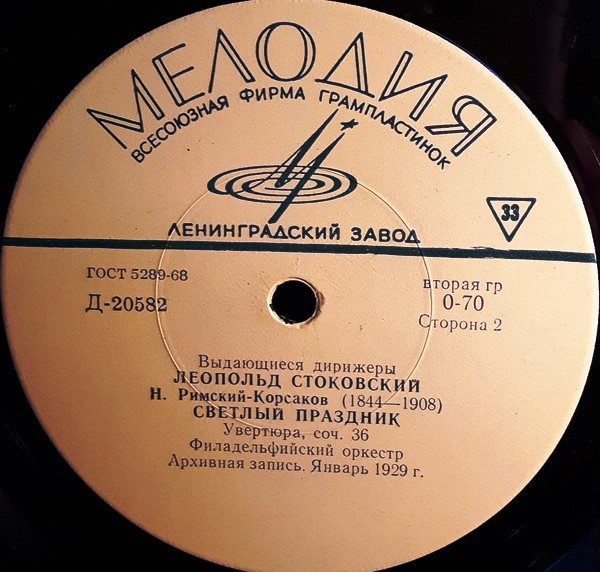 МЕЛОДИЯ
ВСЕСОЮЗНАЯ ФИРМА ГРАМПЛАСТИНОК
ЛЕНИНГРАДСКИЙ ЗАВОД
33
ГОСТ 5289-68
Д-20582
вторая гр
0-70
Сторона 2
Выдающиеся дирижеры
ЛЕОПОЛЬД СТОКОВСКИЙ
Н. Римский-Корсаков (1844—1908)
СВЕТЛЫЙ ПРАЗДНИК
Увертюра, соч. 36
Филадельфийский оркестр
Архивная запись. Январь 1929 г.